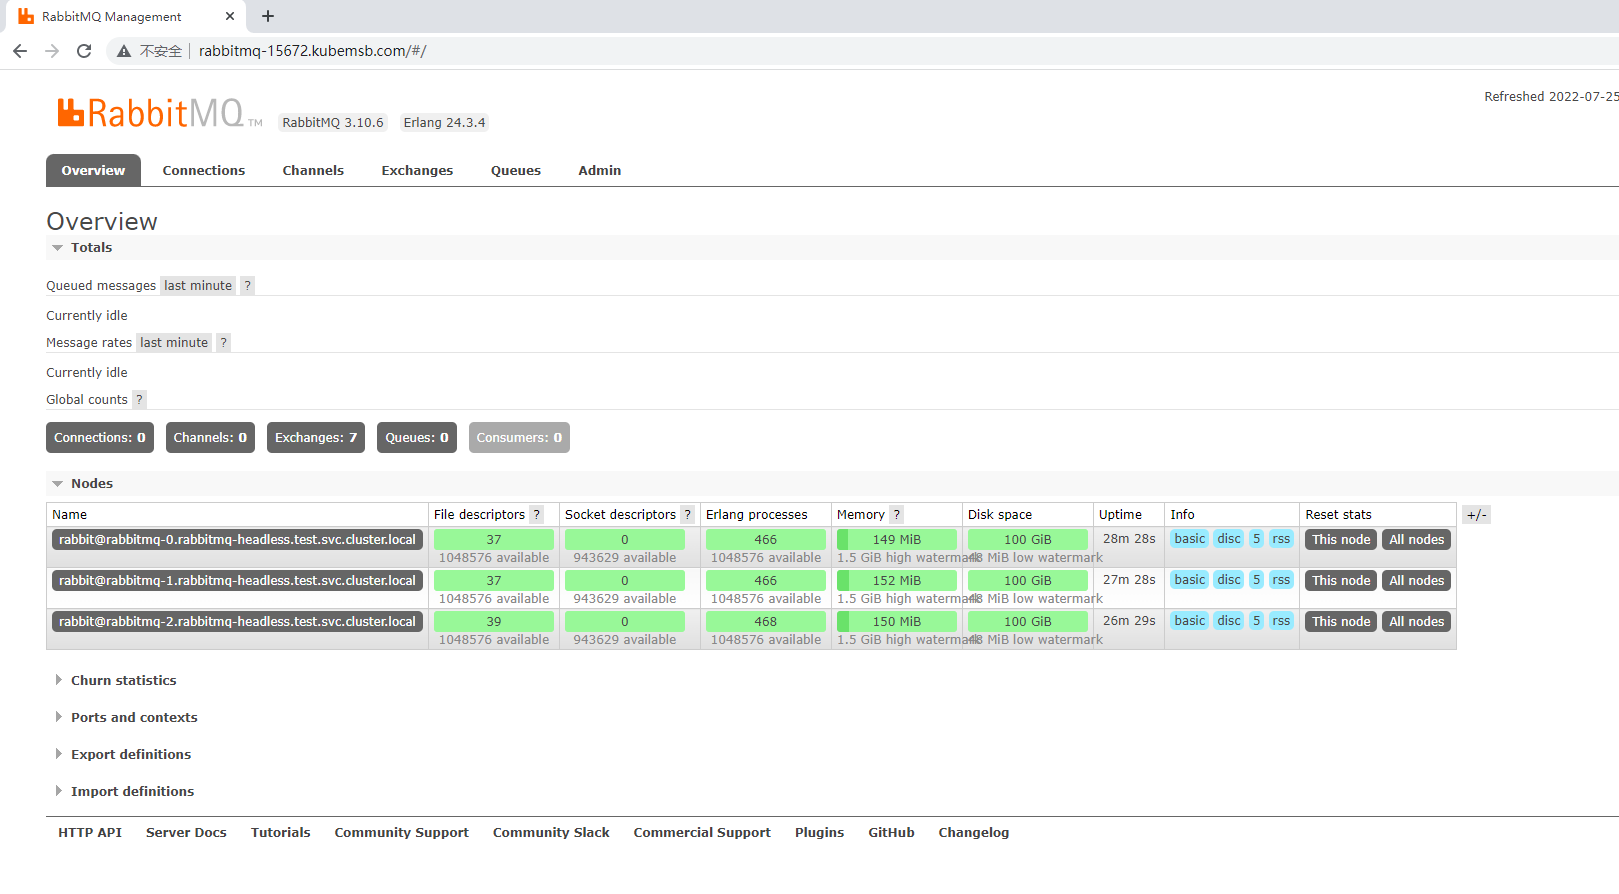 RabbitMQ Management
不安全 rabbitmq-15672.kubemsb.com/#/
Refreshed 2022-07-25
RabbitMQ TM RabbitMQ 3.10.6 Erlang 24.3.4
Overview Connections Channels Exchanges Queues Admin
Overview
Totals
Queued messages last minute ?
Currently idle
Message rates last minute ?
Currently idle
Global counts ?
Connections: 0 Channels: 0 Exchanges: 7 Queues: 0 Consumers: 0
Nodes
Name File descriptors ? Socket descriptors ? Erlang processes Memory ? Disk space Uptime Info Reset stats +/-
rabbit@rabbitmq-0.rabbitmq-headless.test.svc.cluster.local 37 0 466 149 MiB 100 GiB 28m 28s basic disc 5 rss This node All nodes
1048576 available 943629 available 1048576 available 1.5 GiB high watermark 48 MiB low watermark
rabbit@rabbitmq-1.rabbitmq-headless.test.svc.cluster.local 37 0 466 152 MiB 100 GiB 27m 28s basic disc 5 rss This node All nodes
1048576 available 943629 available 1048576 available 1.5 GiB high watermark 48 MiB low watermark
rabbit@rabbitmq-2.rabbitmq-headless.test.svc.cluster.local 39 0 468 150 MiB 100 GiB 26m 29s basic disc 5 rss This node All nodes
1048576 available 943629 available 1048576 available 1.5 GiB high watermark 48 MiB low watermark
Churn statistics
Ports and contexts
Export definitions
Import definitions
HTTP API Server Docs Tutorials Community Support Community Slack Commercial Support Plugins GitHub Changelog